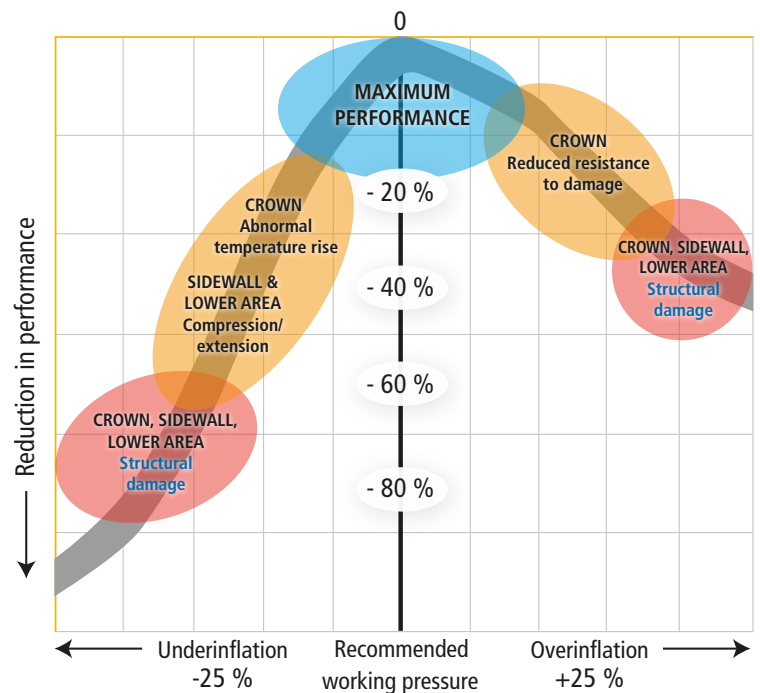 0
MAXIMUM
PERFORMANCE
CROWN
Reduced resistance
to damage
- 20 %
CROWN
Abnormal
temperature rise
CROWN, SIDEWALL,
LOWER AREA
Structural
damage
SIDEWALL &
LOWER AREA
Compression/
extension
- 40 %
- 60 %
CROWN, SIDEWALL,
LOWER AREA
Structural
damage
- 80 %
Reduction in performance
Underinflation
-25 %
Recommended
working pressure
Overinflation
+25 %